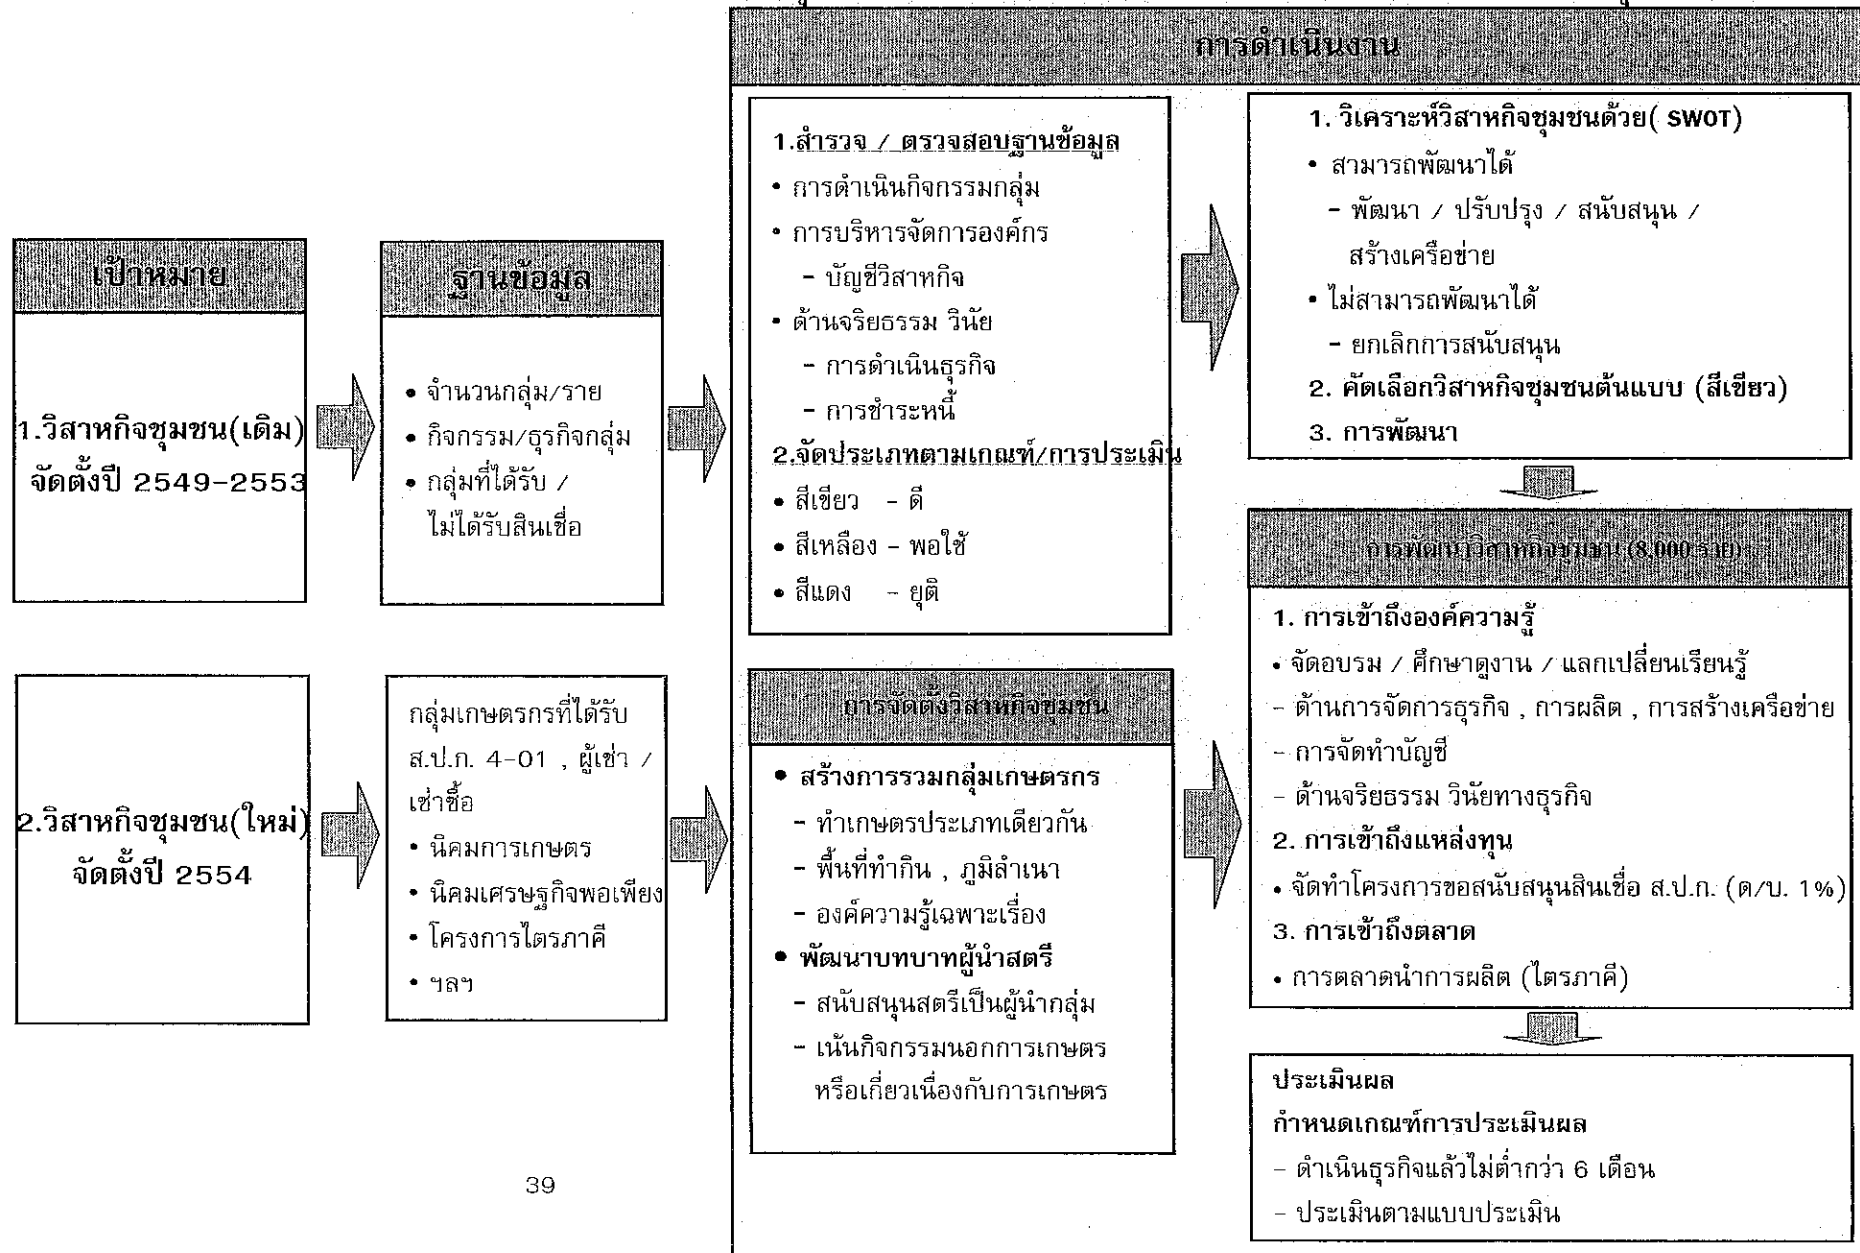 การดำเนินงาน
เป้าหมาย
1.วิสาหกิจชุมชน(เดิม)
จัดตั้งปี 2549-2553
ฐานข้อมูล
• จำนวนกลุ่ม/ราย
• กิจกรรม/ธุรกิจกลุ่ม
• กลุ่มที่ได้รับ /
ไม่ได้รับสินเชื่อ
1.สำรวจ / ตรวจสอบฐานข้อมูล
• การดำเนินกิจกรรมกลุ่ม
• การบริหารจัดการองค์กร
- บัญชีวิสาหกิจ
• ด้านจริยธรรม วินัย
- การดำเนินธุรกิจ
- การชำระหนี้
2.จัดประเภทตามเกณฑ์/การประเมิน
• สีเขียว - ดี
• สีเหลือง - พอใช้
• สีแดง - ยุติ
1. วิเคราะห์วิสาหกิจชุมชนด้วย( SWOT)
• สามารถพัฒนาได้
- พัฒนา / ปรับปรุง / สนับสนุน /
สร้างเครือข่าย
• ไม่สามารถพัฒนาได้
- ยกเลิกการสนับสนุน
2. คัดเลือกวิสาหกิจชุมชนต้นแบบ (สีเขียว)
3. การพัฒนา
2.วิสาหกิจชุมชน(ใหม่)
จัดตั้งปี 2554
กลุ่มเกษตรกรที่ได้รับ
ส.ป.ก. 4-01 , ผู้เช่า /
เช่าซื้อ
• นิคมการเกษตร
• นิคมเศรษฐกิจพอเพียง
• โครงการไตรภาคี
• ฯลฯ
การจัดตั้งวิสาหกิจชุมชน
• สร้างการรวมกลุ่มเกษตรกร
- ทำเกษตรประเภทเดียวกัน
- พื้นที่ทำกิน , ภูมิลำเนา
- องค์ความรู้เฉพาะเรื่อง
• พัฒนาบทบาทผู้นำสตรี
- สนับสนุนสตรีเป็นผู้นำกลุ่ม
- เน้นกิจกรรมนอกการเกษตร
หรือเกี่ยวเนื่องกับการเกษตร
การพัฒนาวิสาหกิจชุมชน (8,000 ราย)
1. การเข้าถึงองค์ความรู้
• จัดอบรม / ศึกษาดูงาน / แลกเปลี่ยนเรียนรู้
- ด้านการจัดการธุรกิจ , การผลิต , การสร้างเครือข่าย
- การจัดทำบัญชี
- ด้านจริยธรรม วินัยทางธุรกิจ
2. การเข้าถึงแหล่งทุน
• จัดทำโครงการขอสนับสนุนสินเชื่อ ส.ป.ก. (ด/บ. 1%)
3. การเข้าถึงตลาด
• การตลาดนำการผลิต (ไตรภาคี)
ประเมินผล
กำหนดเกณฑ์การประเมินผล
- ดำเนินธุรกิจแล้วไม่ต่ำกว่า 6 เดือน
- ประเมินตามแบบประเมิน
39